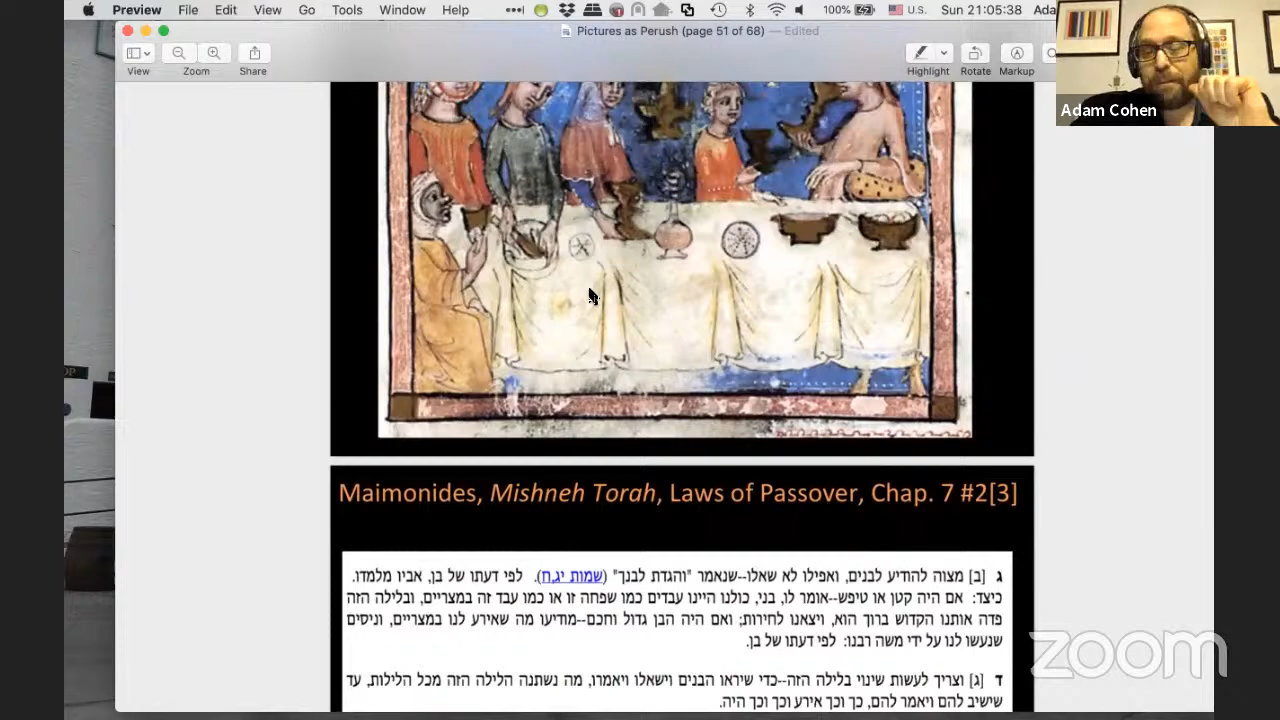 Preview File Edit View Go Tools Window Help 100% U.S. Sun 21:05:38 Ada
Pictures as Perush (page 51 of 68) — Edited
View Zoom Share Highlight Rotate Markup
Adam Cohen
Maimonides, Mishneh Torah, Laws of Passover, Chap. 7 #2[3]
ג [ב] מצוה להודיע לבנים, ואפילו לא שאלו--שנאמר "והגדת לבנך" (שמות יג,ח). לפי דעתו של בן, אביו מלמדו.
כיצד: אם היה קטן או טיפש--אומר לו, בני, כולנו היינו עבדים כמו שפחה זו או כמו עבד זה במצריים, ובלילה הזה
פדה אותנו הקדוש ברוך הוא, ויצאנו לחירות; ואם היה הבן גדול וחכם--מודיעו מה שאירע לנו במצריים, וניסים
שנעשו לנו על ידי משה רבנו: לפי דעתו של בן.
ד [ג] וצריך לעשות שינוי בלילה הזה--כדי שיראו הבנים וישאלו ויאמרו, מה נשתנה הלילה הזה מכל הלילות, עד
שישיב להם ויאמר להם, כך וכך אירע וכך וכך היה.
zoom